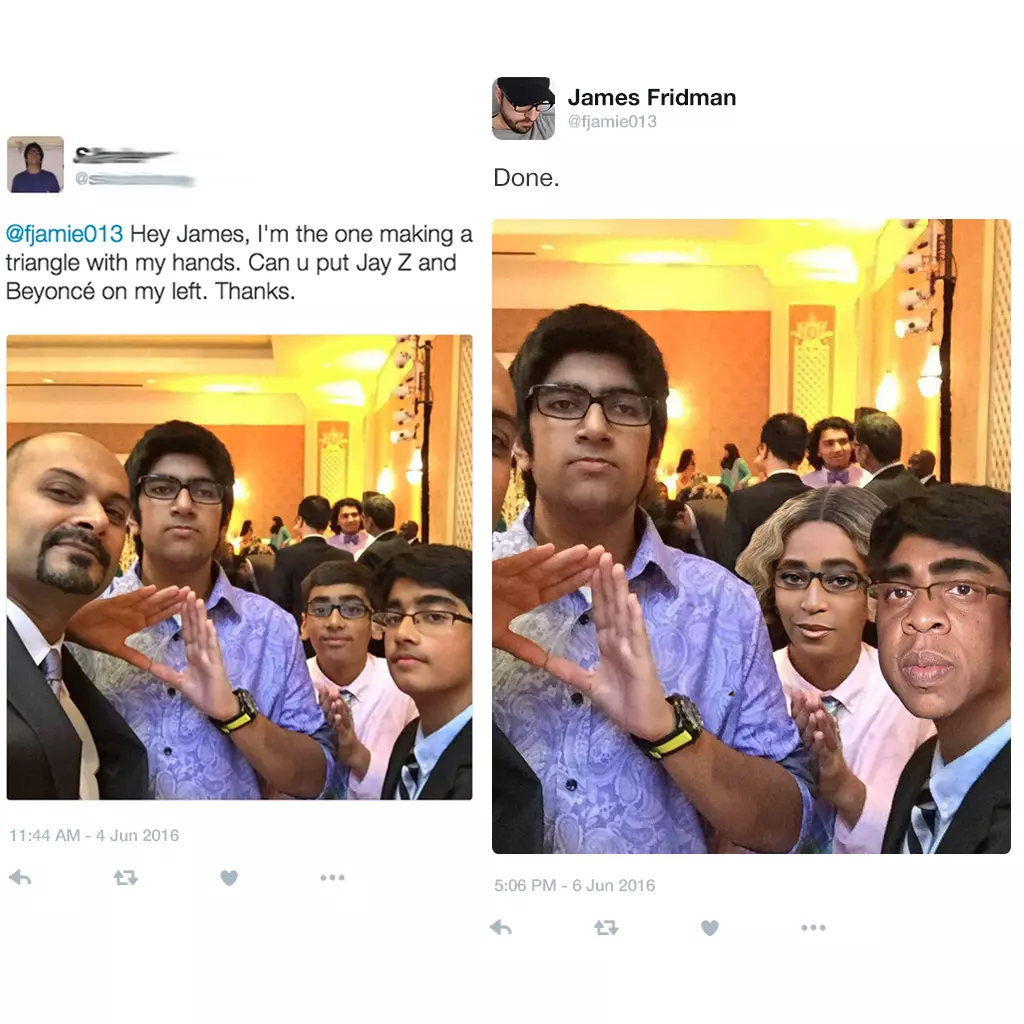 @fjamie013 Hey James, I'm the one making a
triangle with my hands. Can u put Jay Z and
Beyoncé on my left. Thanks.
11:44 AM - 4 Jun 2016
James Fridman
@fjamie013
Done.
5:06 PM - 6 Jun 2016